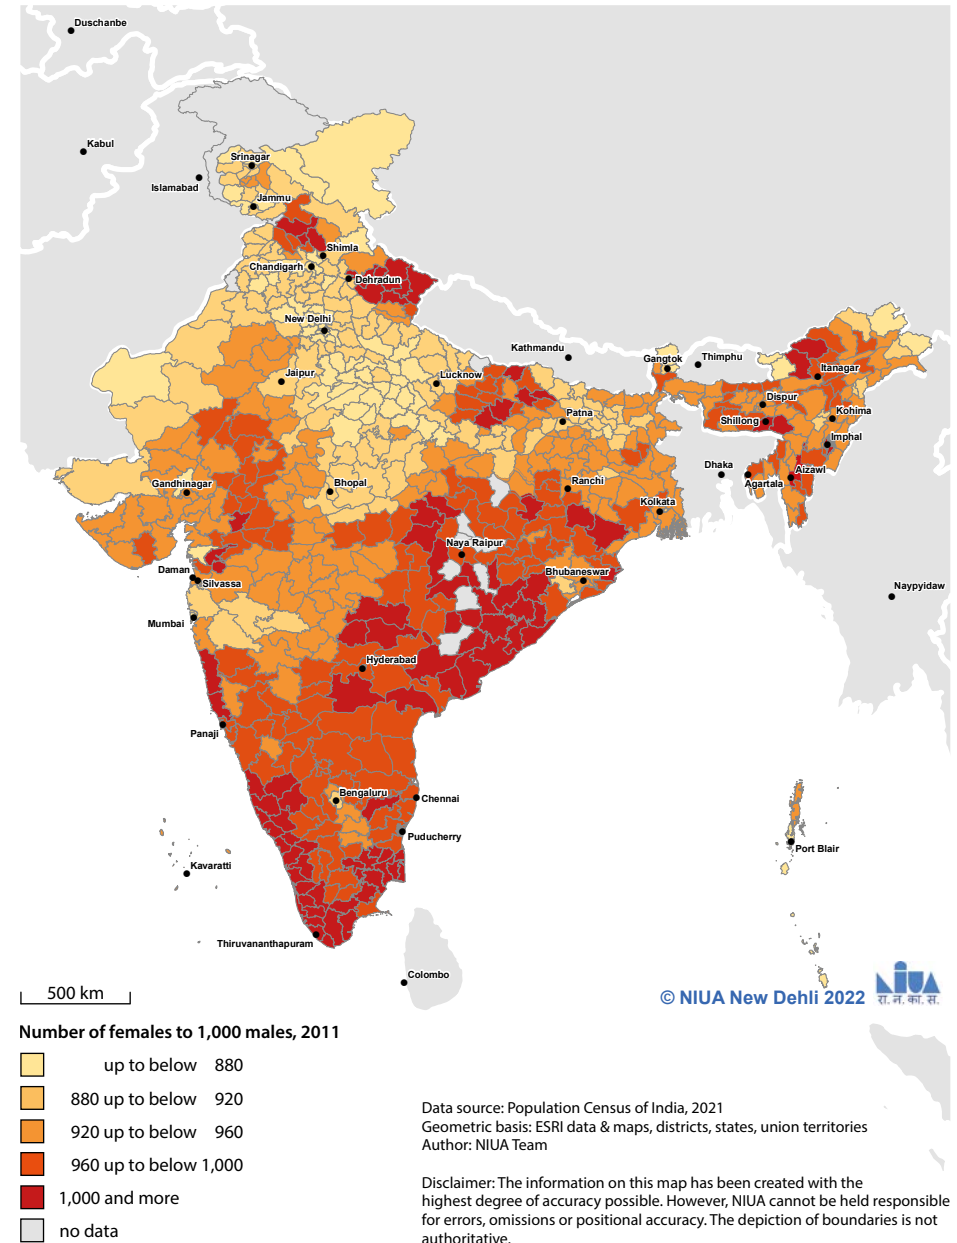 Duschanbe
Kabul
Srinagar
Islamabad
Jammu
Shimla
Chandigarh
Dehradun
New Delhi
Kathmandu
Gangtok
Thimphu
Itanagar
Jaipur
Lucknow
Dispur
Patna
Kohima
Shillong
Imphal
Dhaka
Aizawl
Gandhinagar
Bhopal
Ranchi
Agartala
Kolkata
Naya Raipur
Daman
Bhubaneswar
Silvassa
Naypyidaw
Mumbai
Hyderabad
Panaji
Bengaluru
Chennai
Puducherry
Port Blair
Kavaratti
Thiruvananthapuram
Colombo
500 km
© NIUA New Dehli 2022
NIUA
रा. न. का. सं.
Number of females to 1,000 males, 2011
up to below 880
880 up to below 920
920 up to below 960
960 up to below 1,000
1,000 and more
no data
Data source: Population Census of India, 2021
Geometric basis: ESRI data & maps, districts, states, union territories
Author: NIUA Team
Disclaimer: The information on this map has been created with the
highest degree of accuracy possible. However, NIUA cannot be held responsible
for errors, omissions or positional accuracy. The depiction of boundaries is not
authoritative.